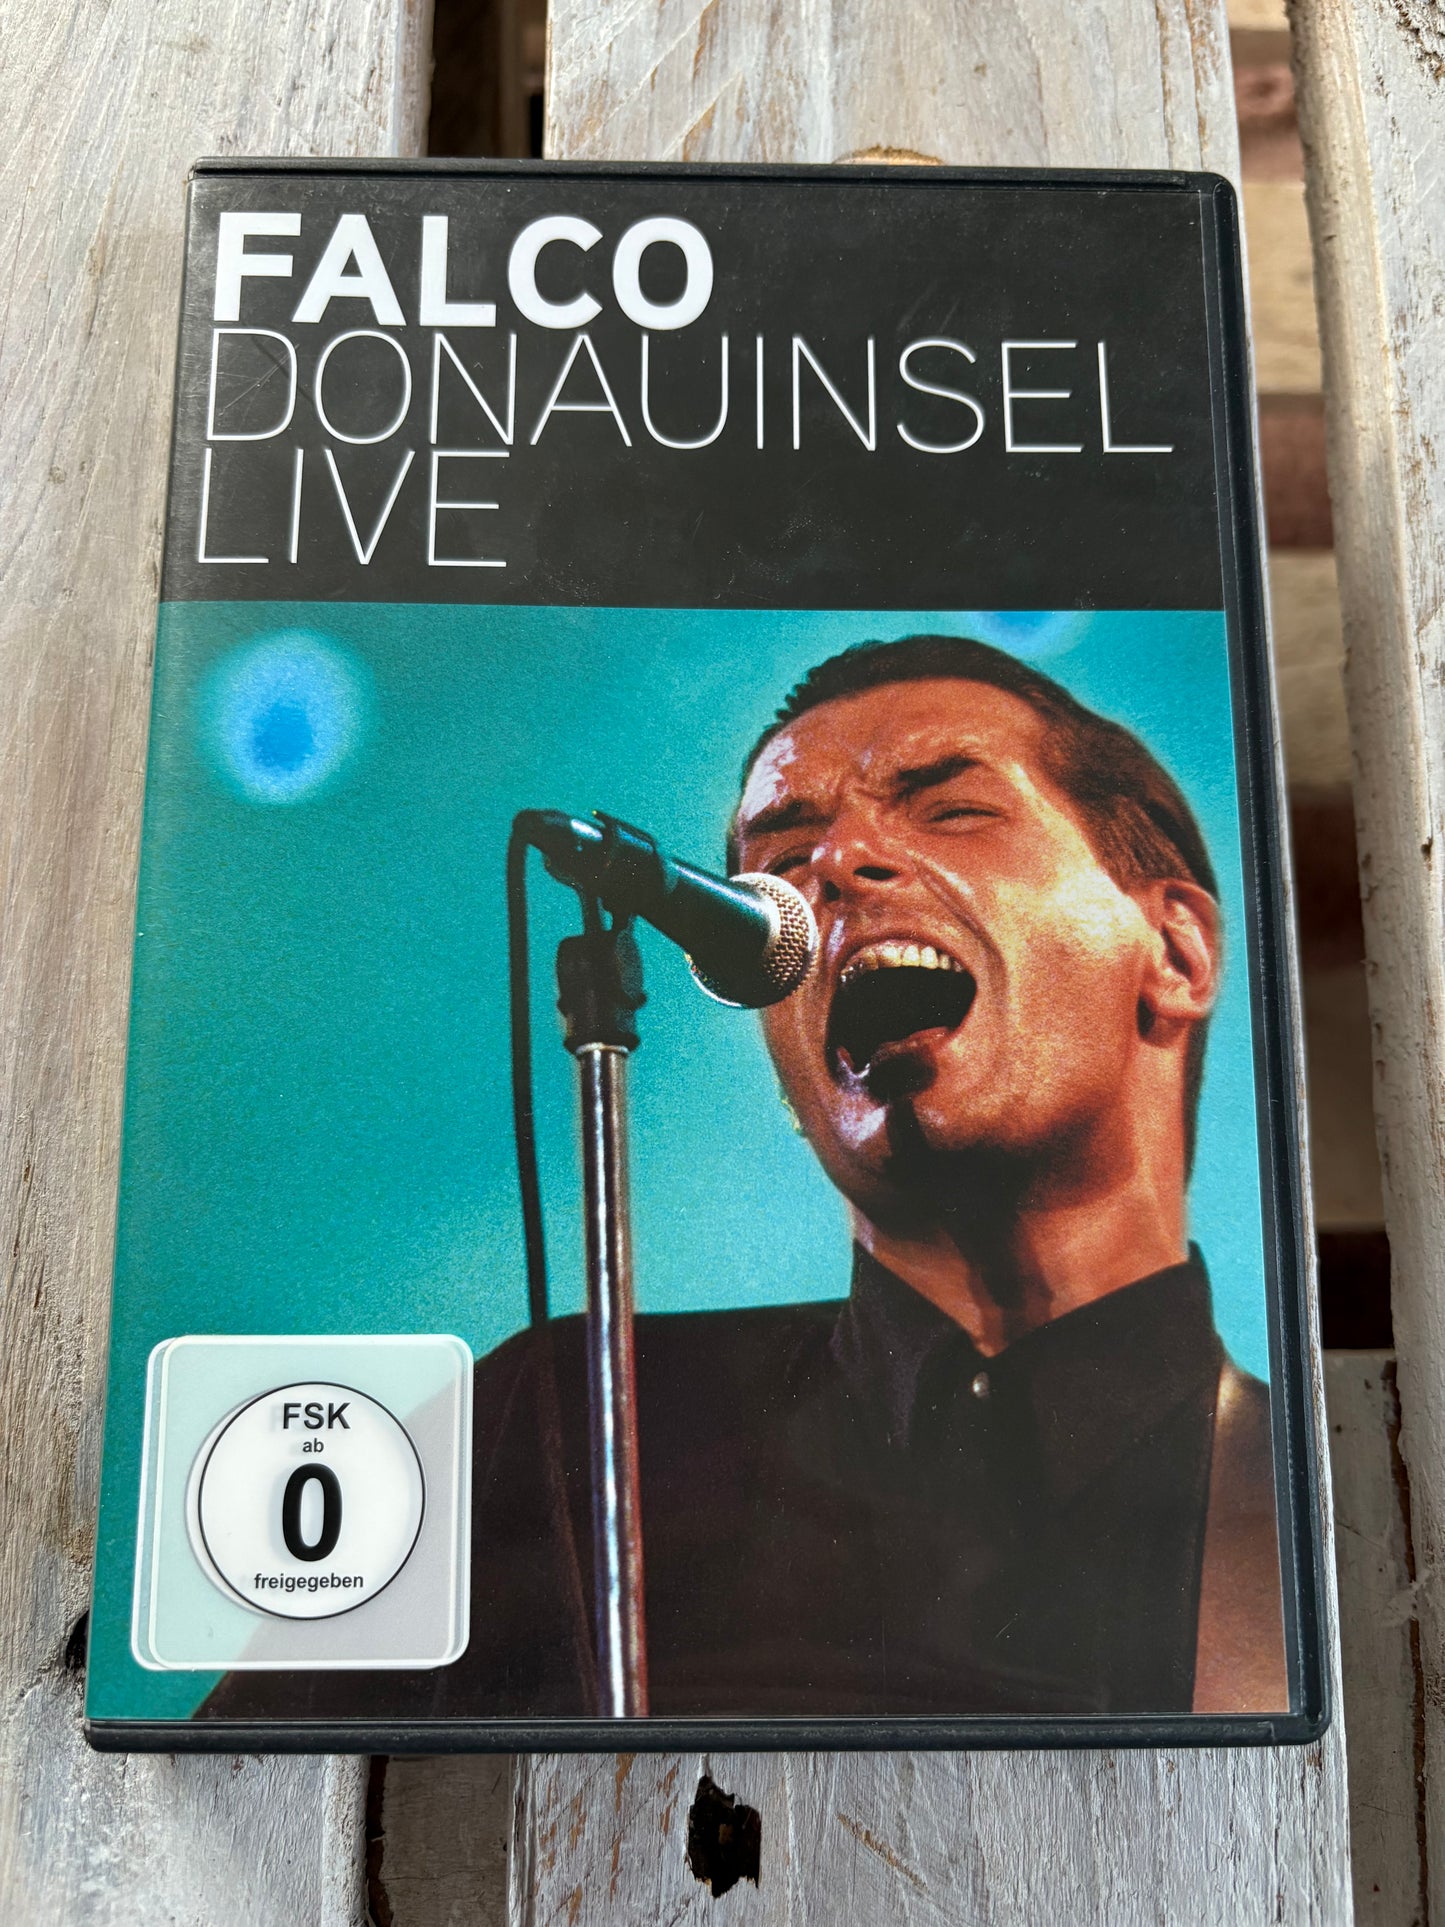 FALCO
DONAUINSEL
LIVE
FSK
ab
0
freigegeben